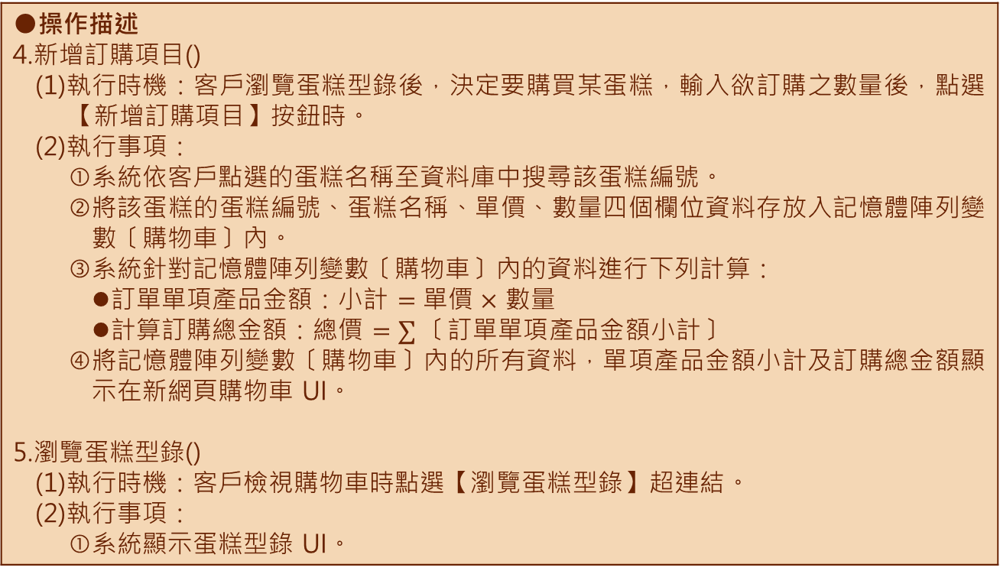 ●操作描述
4.新增訂購項目()
(1)執行時機：客戶瀏覽蛋糕型錄後，決定要購買某蛋糕，輸入欲訂購之數量後，點選
【新增訂購項目】按鈕時。
(2)執行事項：
①系統依客戶點選的蛋糕名稱至資料庫中搜尋該蛋糕編號。
②將該蛋糕的蛋糕編號、蛋糕名稱、單價、數量四個欄位資料存放入記憶體陣列變
數〔購物車〕內。
③系統針對記憶體陣列變數〔購物車〕內的資料進行下列計算：
●訂單單項產品金額：小計 = 單價 × 數量
●計算訂購總金額：總價 = ∑〔訂單單項產品金額小計〕
④將記憶體陣列變數〔購物車〕內的所有資料，單項產品金額小計及訂購總金額顯
示在新網頁購物車 UI。
5.瀏覽蛋糕型錄()
(1)執行時機：客戶檢視購物車時點選【瀏覽蛋糕型錄】超連結。
(2)執行事項：
①系統顯示蛋糕型錄 UI。